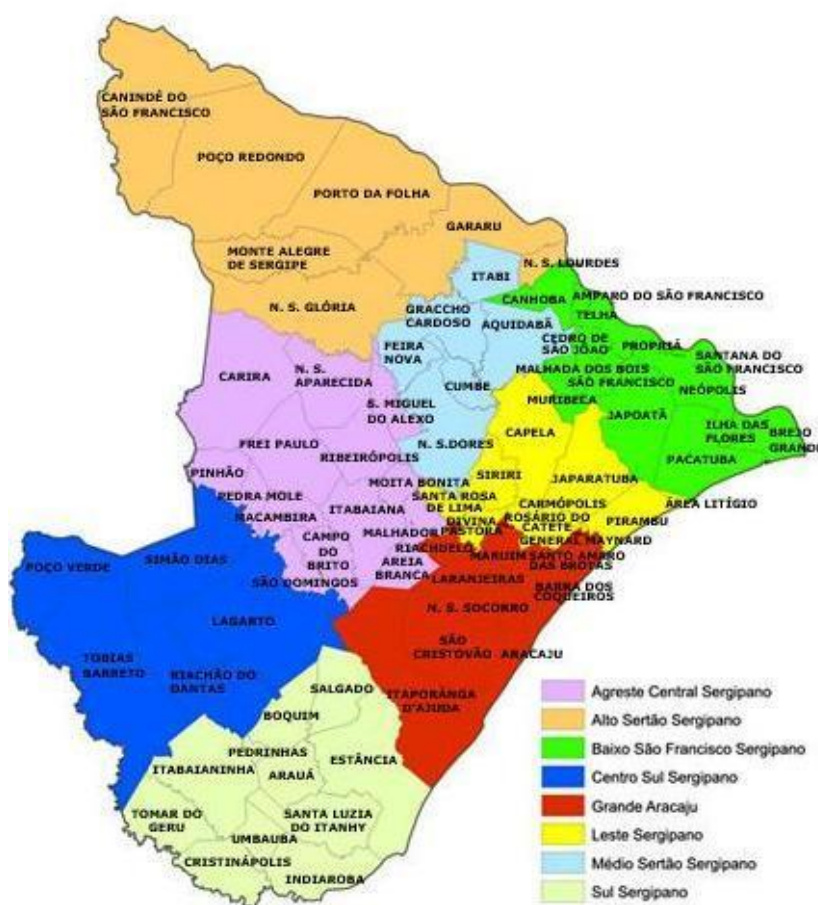 CANINDÉ DO
SÃO FRANCISCO
POÇO REDONDO
PORTO DA FOLHA
GARARU
MONTE ALEGRE
DE SERGIPE
N. S. LOURDES
ITABI
N. S. GLÓRIA
CANHOBA
AMPARO DO SÃO FRANCISCO
GRACCHO
CARDOSO
TELHA
AQUIDABÃ
FEIRA
NOVA
CEDRO DE
SÃO JOÃO
PROPRIÁ
SANTANA DO
SÃO FRANCISCO
CARIRA
N. S.
APARECIDA
CUMBE
MALHADA DOS BOIS
SÃO FRANCISCO
NEÓPOLIS
S. MIGUEL
DO ALEXO
MURIBECA
JAPOATÃ
ILHA DAS
FLORES
BREJO
GRANDE
FREI PAULO
N. S.DORES
CAPELA
RIBEIRÓPOLIS
PACATUBA
PINHÃO
MOITA BONITA
SIRIRI
JAPARATUBA
PEDRA MOLE
SANTA ROSA
DE LIMA
CARMÓPOLIS
ÁREA LITÍGIO
MACAMBIRA
ITABAIANA
DIVINA
PASTORA
ROSÁRIO DO
CATETE
PIRAMBU
CAMPO
DO
BRITO
MALHADOR
GENERAL MAYNARD
RIACHUELO
MARUIM
SANTO AMARO
DAS BROTAS
POÇO VERDE
SIMÃO DIAS
AREIA
BRANCA
SÃO DOMINGOS
LARANJEIRAS
BARRA DOS
COQUEIROS
LAGARTO
N. S. SOCORRO
TOBIAS
BARRETO
RIACHÃO DO
DANTAS
SÃO
CRISTOVÃO
ARACAJU
SALGADO
ITAPORANGA
D'AJUDA
BOQUIM
PEDRINHAS
ESTÂNCIA
ITABAIANINHA
ARAUÁ
TOMAR DO
GERU
SANTA LUZIA
DO ITANHY
UMBAUBA
CRISTINÁPOLIS
INDIAROBA
Agreste Central Sergipano
Alto Sertão Sergipano
Baixo São Francisco Sergipano
Centro Sul Sergipano
Grande Aracaju
Leste Sergipano
Médio Sertão Sergipano
Sul Sergipano